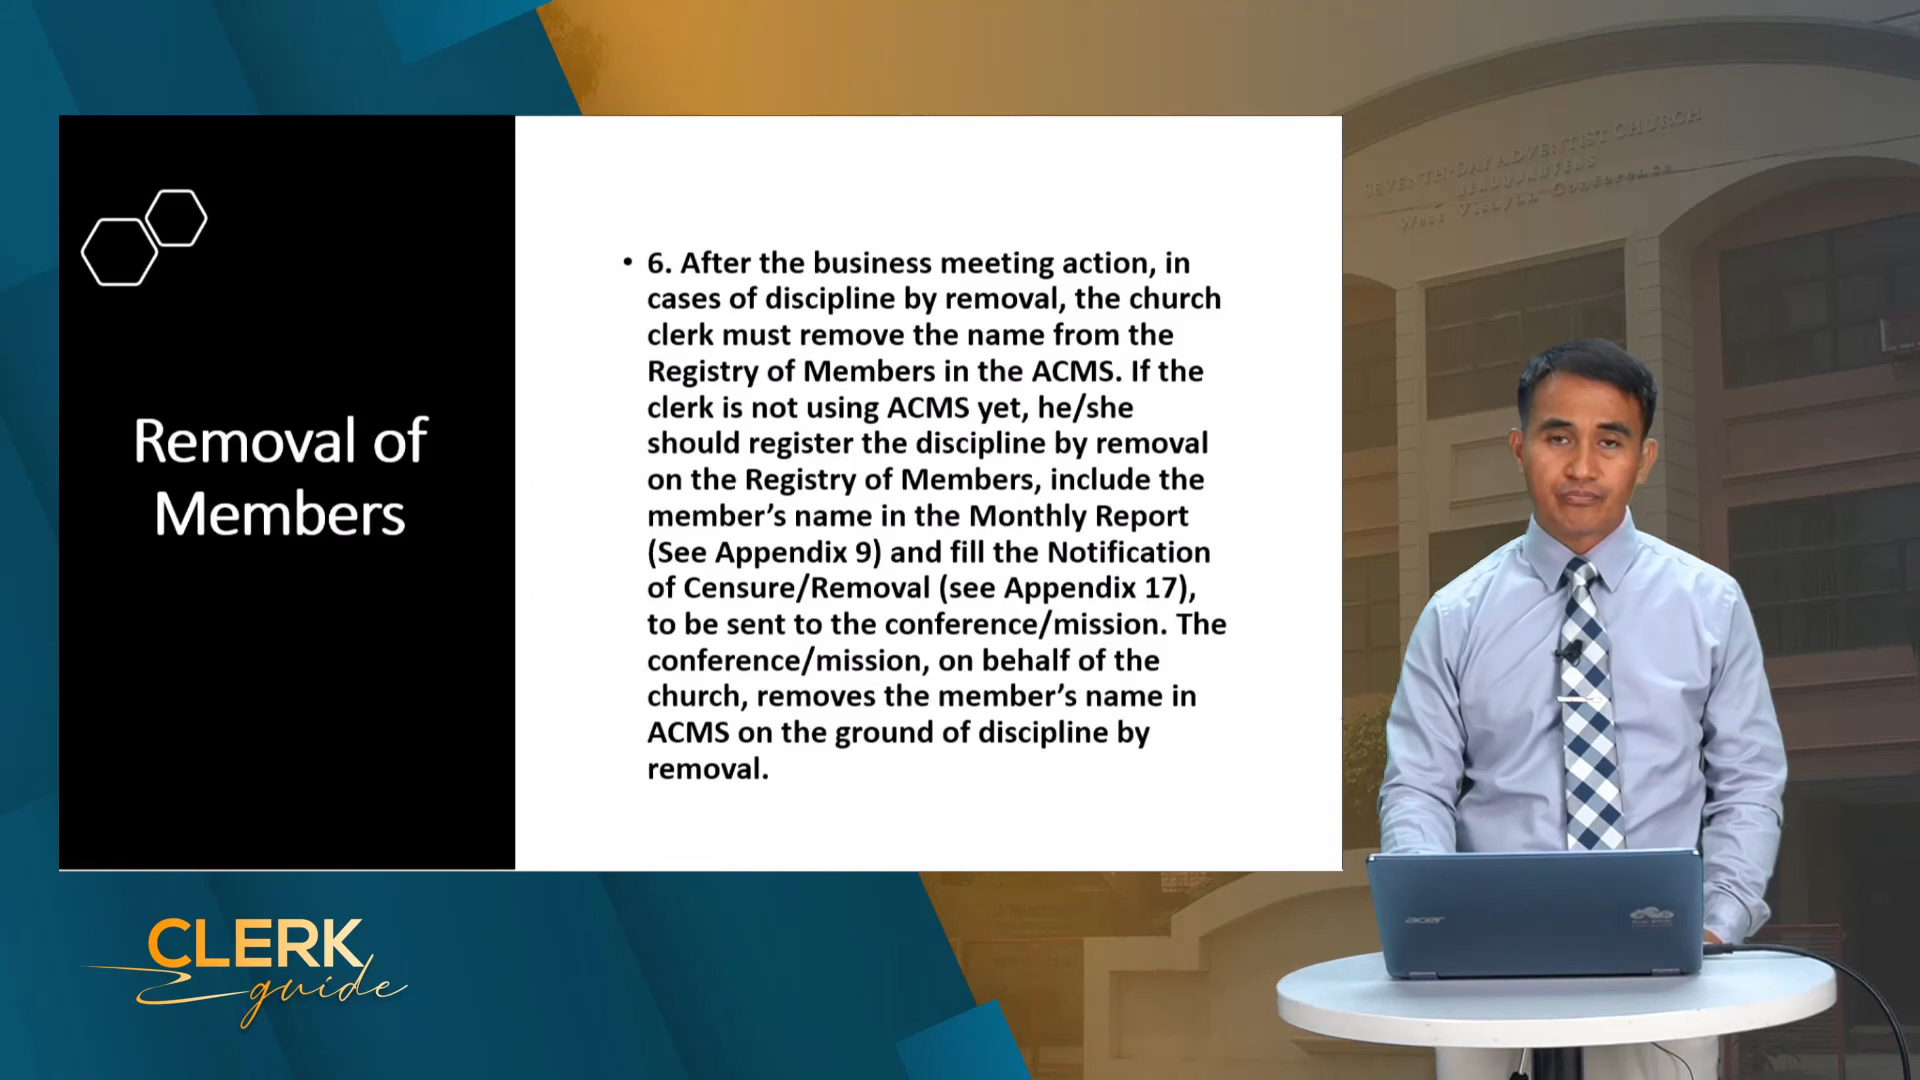 SEVENTH-DAY ADVENTIST CHURCH
HEADQUARTERS
West Visayan Conference
Removal of
Members
• 6. After the business meeting action, in
cases of discipline by removal, the church
clerk must remove the name from the
Registry of Members in the ACMS. If the
clerk is not using ACMS yet, he/she
should register the discipline by removal
on the Registry of Members, include the
member’s name in the Monthly Report
(See Appendix 9) and fill the Notification
of Censure/Removal (see Appendix 17),
to be sent to the conference/mission. The
conference/mission, on behalf of the
church, removes the member’s name in
ACMS on the ground of discipline by
removal.
acer
CLERK
guide